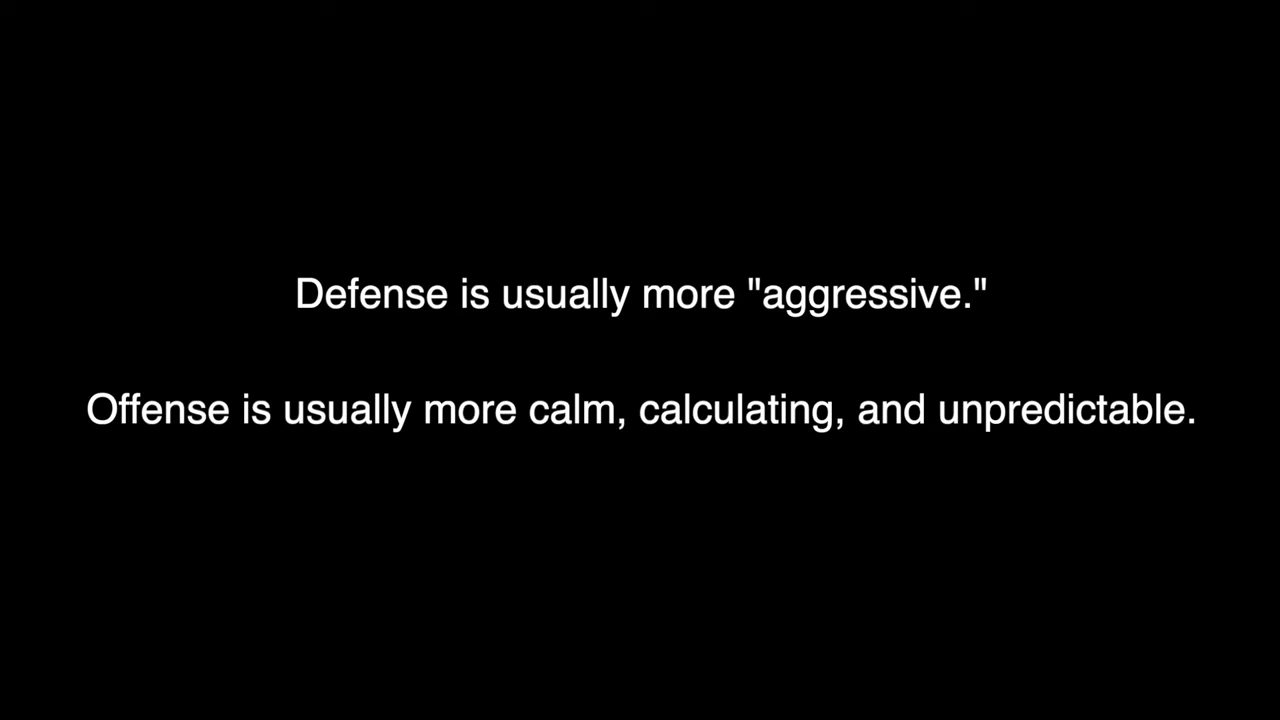 Defense is usually more "aggressive."
Offense is usually more calm, calculating, and unpredictable.